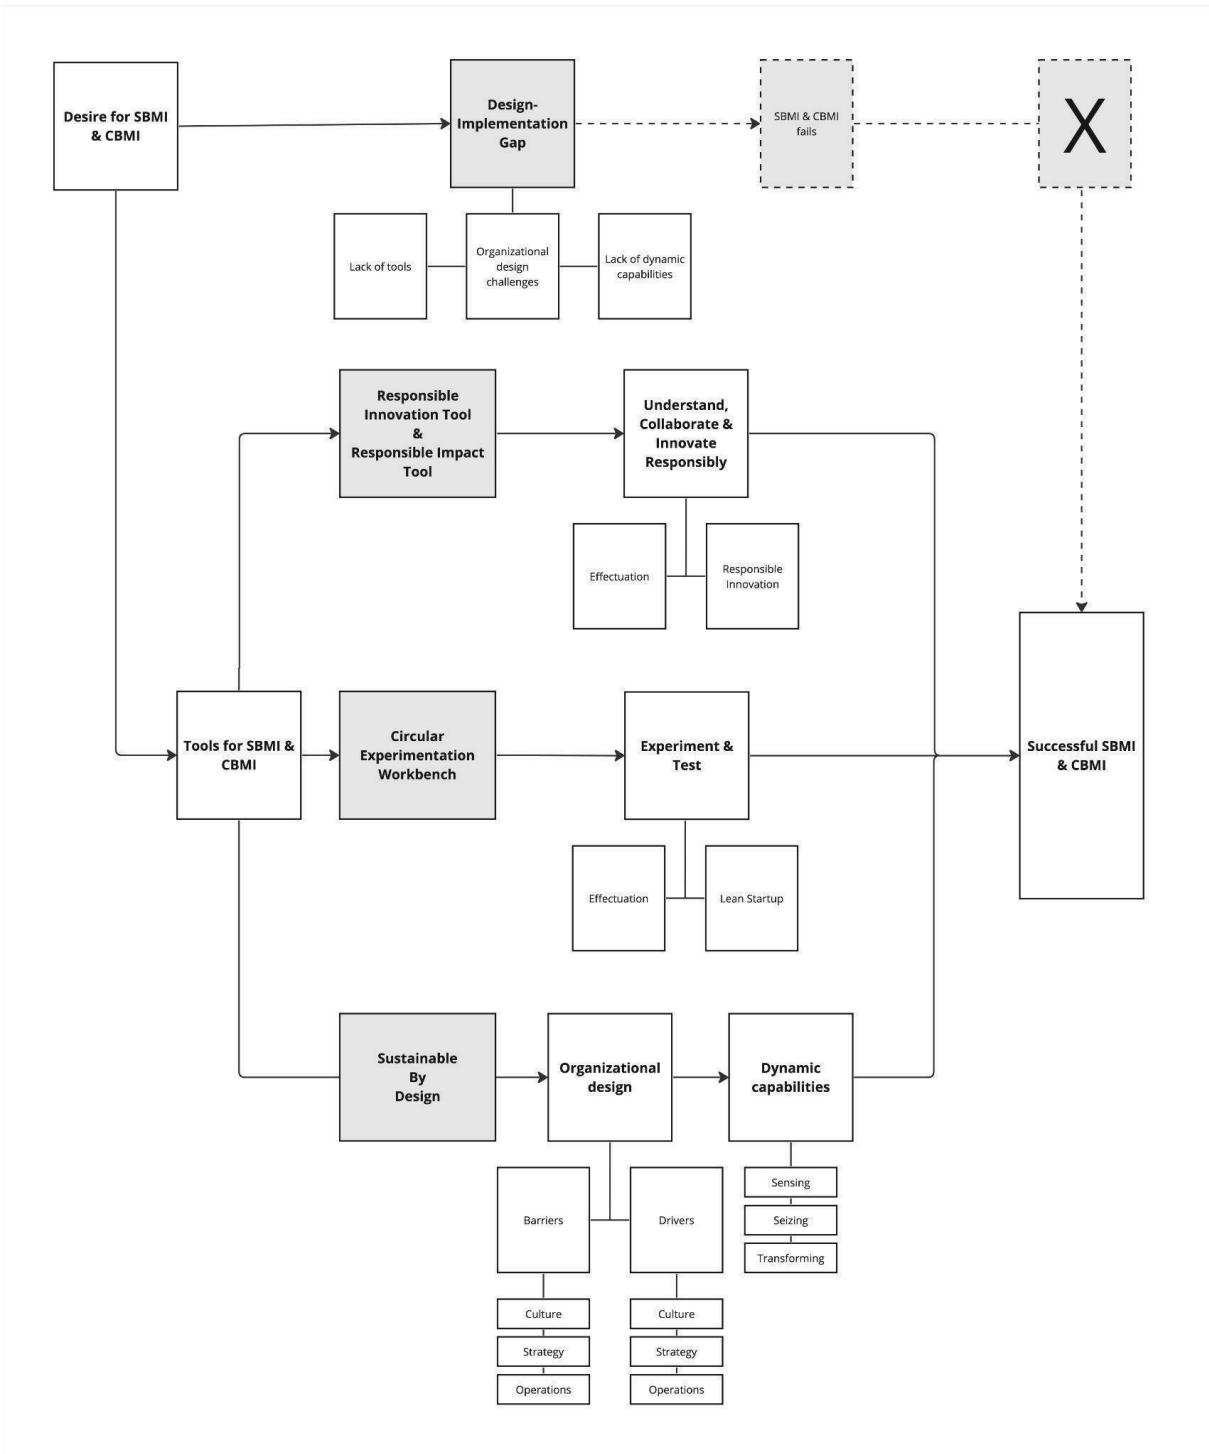 Desire for SBMI
& CBMI
Design-
Implementation
Gap
SBMI & CBMI
fails
X
Lack of tools
Organizational
design
challenges
Lack of dynamic
capabilities
Responsible
Innovation Tool
&
Responsible Impact
Tool
Understand,
Collaborate &
Innovate
Responsibly
Effectuation
Responsible
Innovation
Tools for SBMI &
CBMI
Circular
Experimentation
Workbench
Experiment &
Test
Successful SBMI
& CBMI
Effectuation
Lean Startup
Sustainable
By
Design
Organizational
design
Dynamic
capabilities
Barriers
Drivers
Sensing
Seizing
Transforming
Culture
Strategy
Operations
Culture
Strategy
Operations